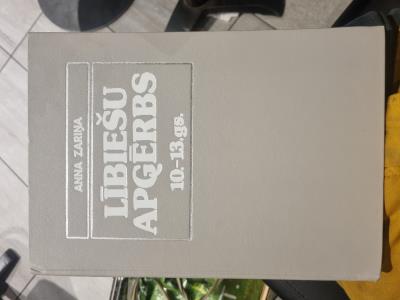 ANNA ZARIŅA
LĪBIEŠU
APĢĒRBS
10.-13.gs.